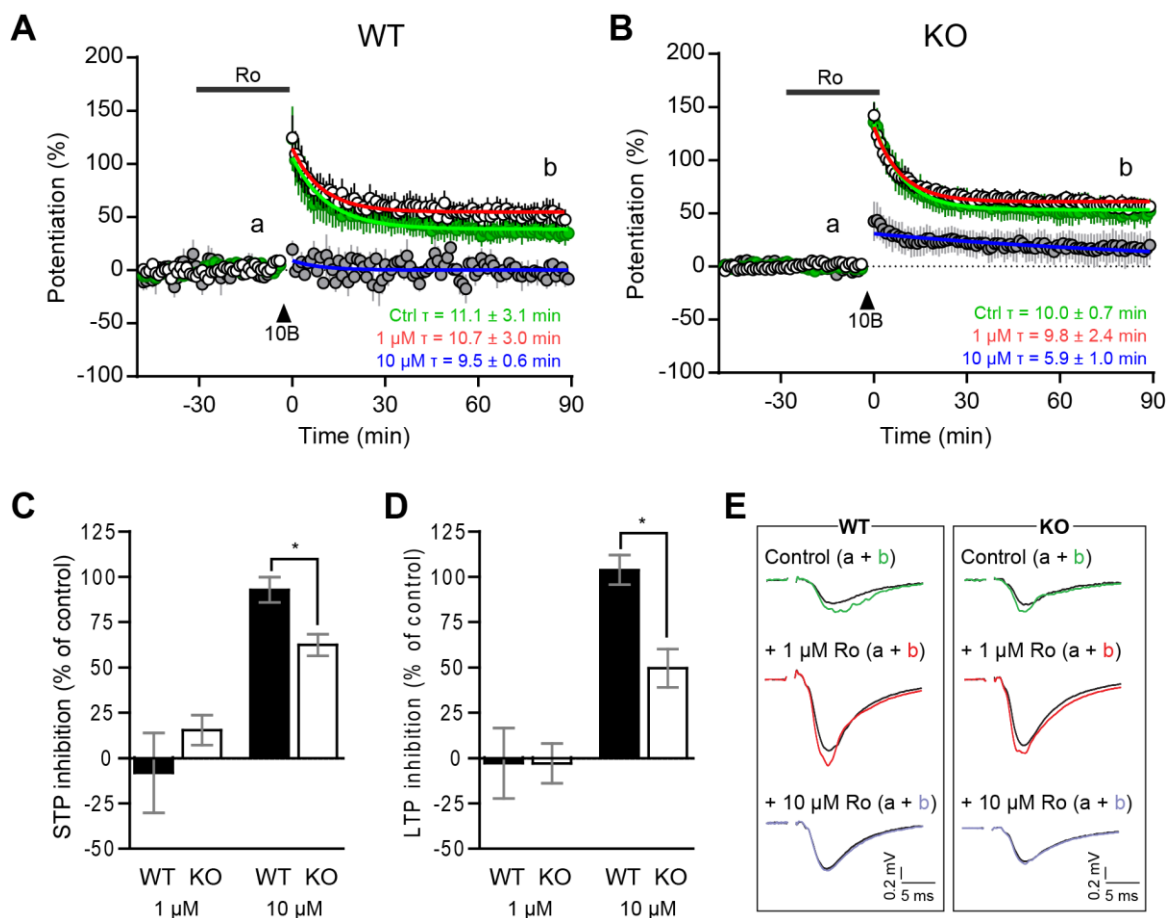 A
WT
Potentiation (%)
200
150
100
50
0
-50
-100
Ro
a
b
10B
Ctrl τ = 11.1 ± 3.1 min
1 µM τ = 10.7 ± 3.0 min
10 µM τ = 9.5 ± 0.6 min
-30
0
30
60
90
Time (min)
B
KO
Potentiation (%)
200
150
100
50
0
-50
-100
Ro
a
b
10B
Ctrl τ = 10.0 ± 0.7 min
1 µM τ = 9.8 ± 2.4 min
10 µM τ = 5.9 ± 1.0 min
-30
0
30
60
90
Time (min)
C
STP inhibition (% of control)
125
100
75
50
25
0
-25
-50
*
WT KO WT KO
1 µM 10 µM
D
LTP inhibition (% of control)
125
100
75
50
25
0
-25
-50
*
WT KO WT KO
1 µM 10 µM
E
WT
Control (a + b)
+ 1 µM Ro (a + b)
+ 10 µM Ro (a + b)
0.2 mV
5 ms
KO
Control (a + b)
+ 1 µM Ro (a + b)
+ 10 µM Ro (a + b)
0.2 mV
5 ms